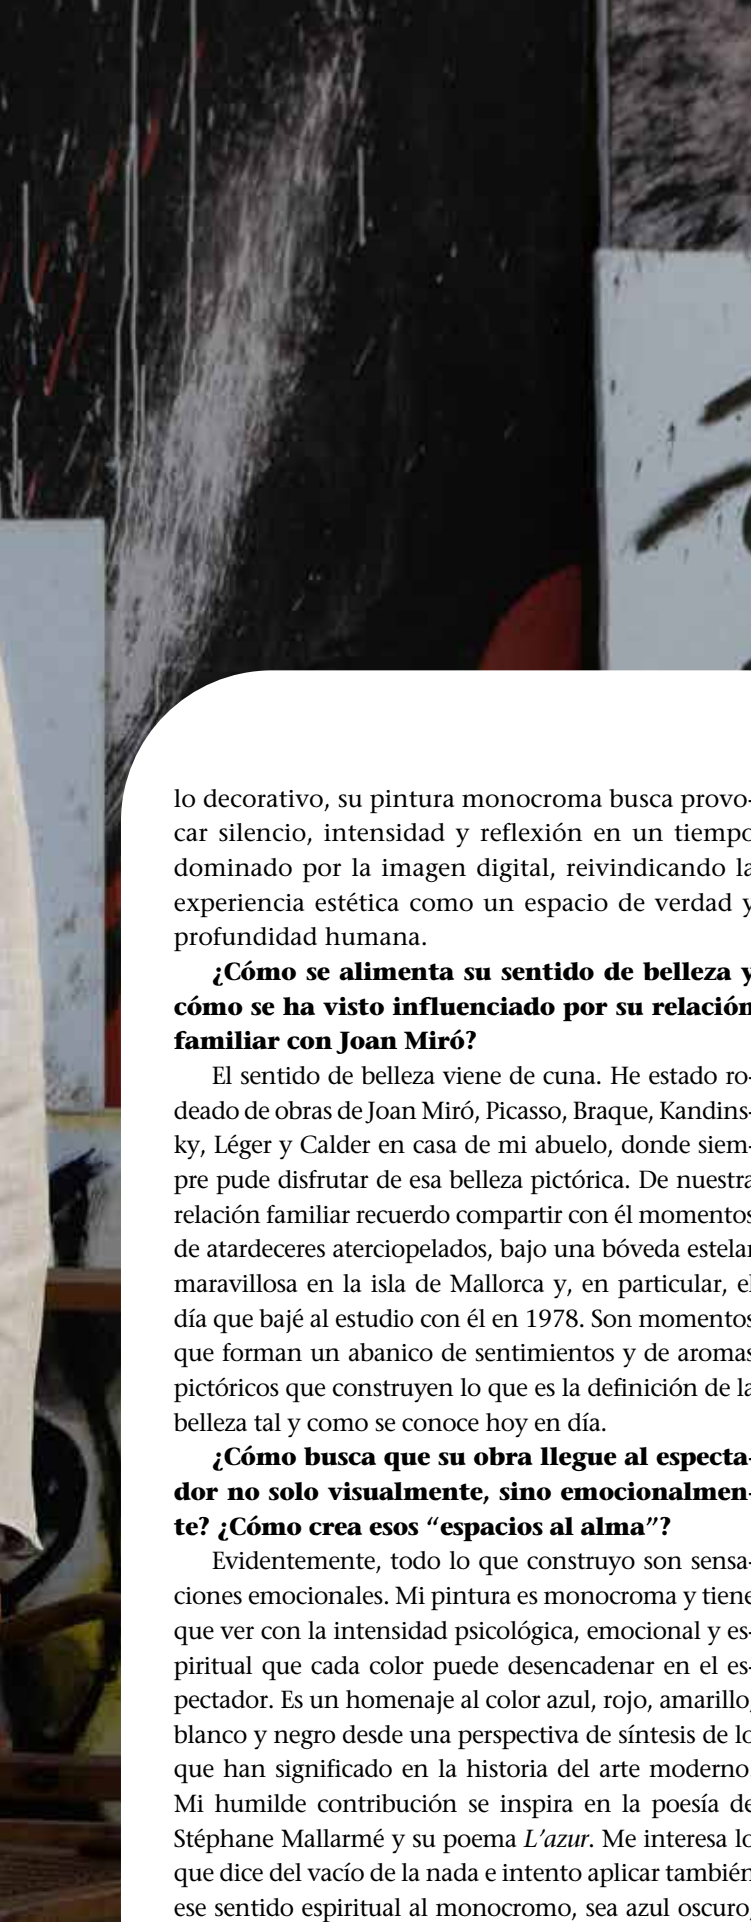 lo decorativo, su pintura monocroma busca provo-
car silencio, intensidad y reflexión en un tiempo
dominado por la imagen digital, reivindicando la
experiencia estética como un espacio de verdad y
profundidad humana.
¿Cómo se alimenta su sentido de belleza y
cómo se ha visto influenciado por su relación
familiar con Joan Miró?
El sentido de belleza viene de cuna. He estado ro-
deado de obras de Joan Miró, Picasso, Braque, Kandins-
ky, Léger y Calder en casa de mi abuelo, donde siem-
pre pude disfrutar de esa belleza pictórica. De nuestra
relación familiar recuerdo compartir con él momentos
de atardeceres aterciopelados, bajo una bóveda estelar
maravillosa en la isla de Mallorca y, en particular, el
día que bajé al estudio con él en 1978. Son momentos
que forman un abanico de sentimientos y de aromas
pictóricos que construyen lo que es la definición de la
belleza tal y como se conoce hoy en día.
¿Cómo busca que su obra llegue al especta-
dor no solo visualmente, sino emocionalmen-
te? ¿Cómo crea esos “espacios al alma”?
Evidentemente, todo lo que construyo son sensa-
ciones emocionales. Mi pintura es monocroma y tiene
que ver con la intensidad psicológica, emocional y es-
piritual que cada color puede desencadenar en el es-
pectador. Es un homenaje al color azul, rojo, amarillo,
blanco y negro desde una perspectiva de síntesis de lo
que han significado en la historia del arte moderno.
Mi humilde contribución se inspira en la poesía de
Stéphane Mallarmé y su poema L’azur. Me interesa lo
que dice del vacío de la nada e intento aplicar también
ese sentido espiritual al monocromo, sea azul oscuro,